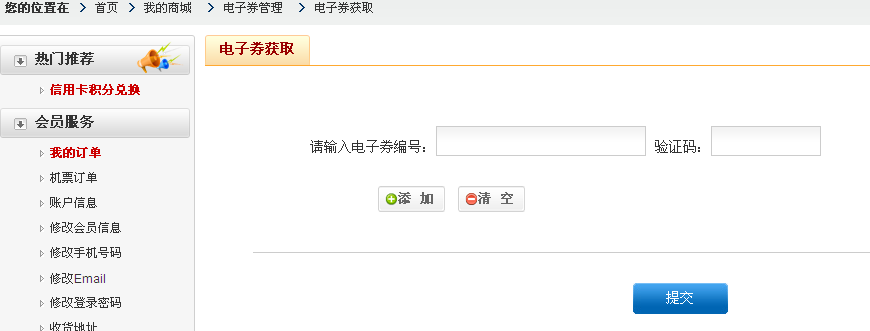 您的位置在 首页 我的商城 电子券管理 电子券获取
热门推荐
信用卡积分兑换
会员服务
我的订单
机票订单
账户信息
修改会员信息
修改手机号码
修改Email
修改登录密码
收货地址
电子券获取
请输入电子券编号： 验证码：
添 加 清 空
提交